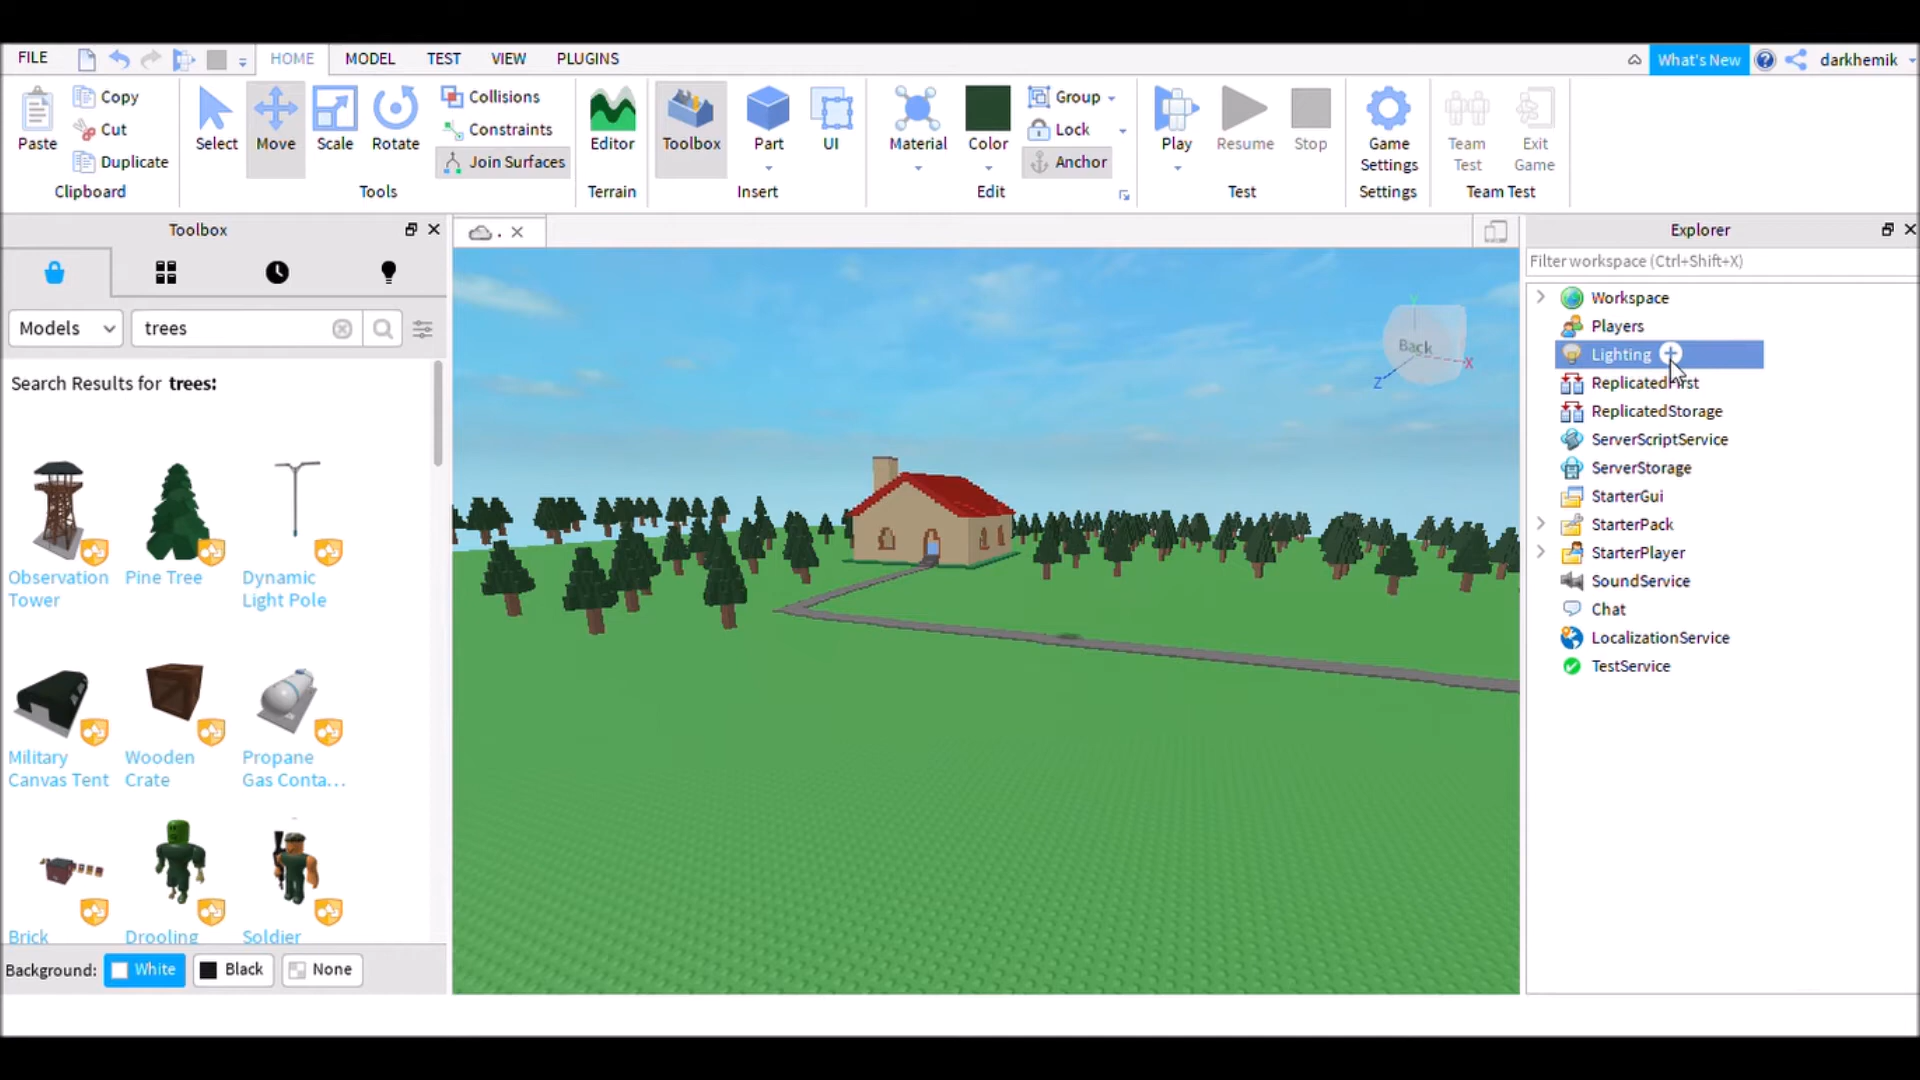 FILE HOME MODEL TEST VIEW PLUGINS What's New darkhemik
Paste Copy Cut Duplicate Clipboard
Select Move Scale Rotate Collisions Constraints Join Surfaces Tools
Editor Terrain
Toolbox Part UI Insert
Material Color Group Lock Anchor Edit
Play Resume Stop Test
Game Settings Settings
Team Test Exit Game Team Test
Toolbox
Models trees
Search Results for trees:
Observation Tower
Pine Tree
Dynamic Light Pole
Military Canvas Tent
Wooden Crate
Propane Gas Conta...
Brick
Drooling
Soldier
Background: White Black None
.
Back
X
Z
Y
Explorer
Filter workspace (Ctrl+Shift+X)
Workspace
Players
Lighting
ReplicatedFirst
ReplicatedStorage
ServerScriptService
ServerStorage
StarterGui
StarterPack
StarterPlayer
SoundService
Chat
LocalizationService
TestService